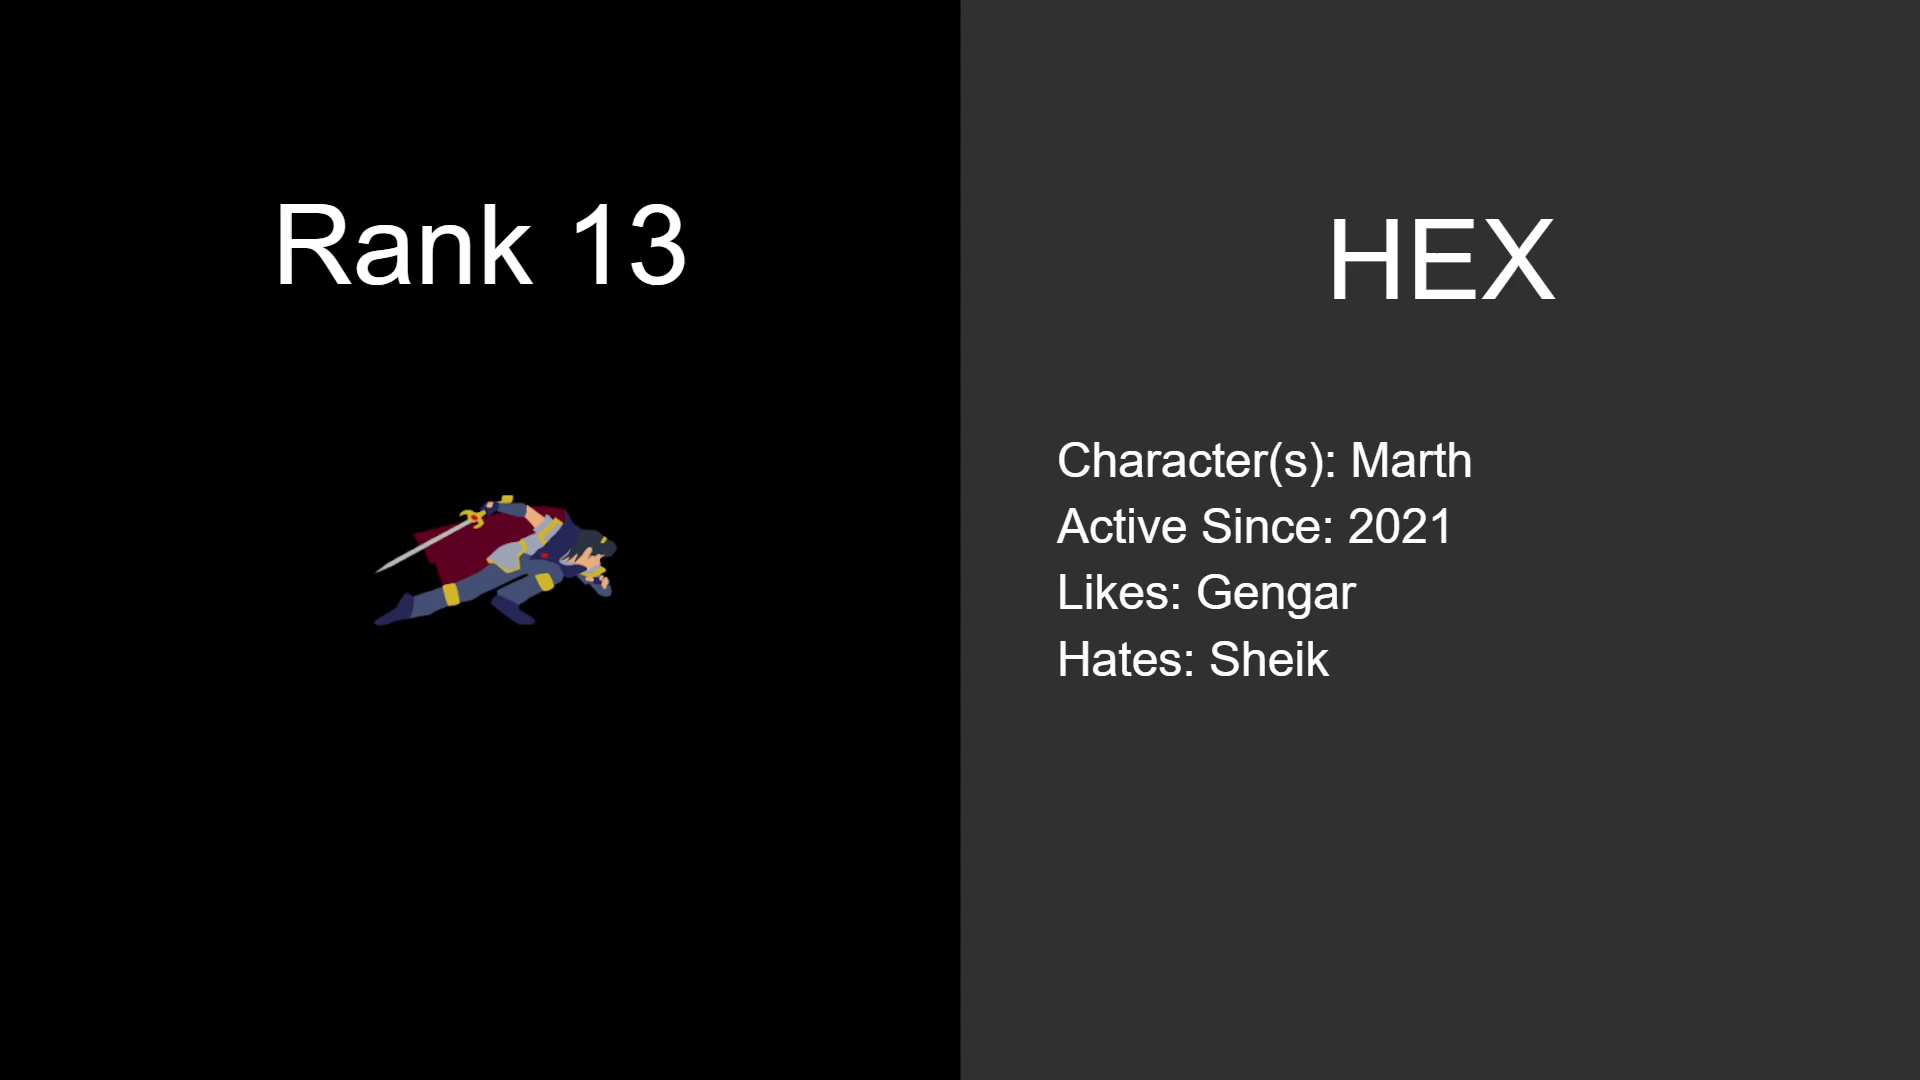 Rank 13
HEX
Character(s): Marth
Active Since: 2021
Likes: Gengar
Hates: Sheik